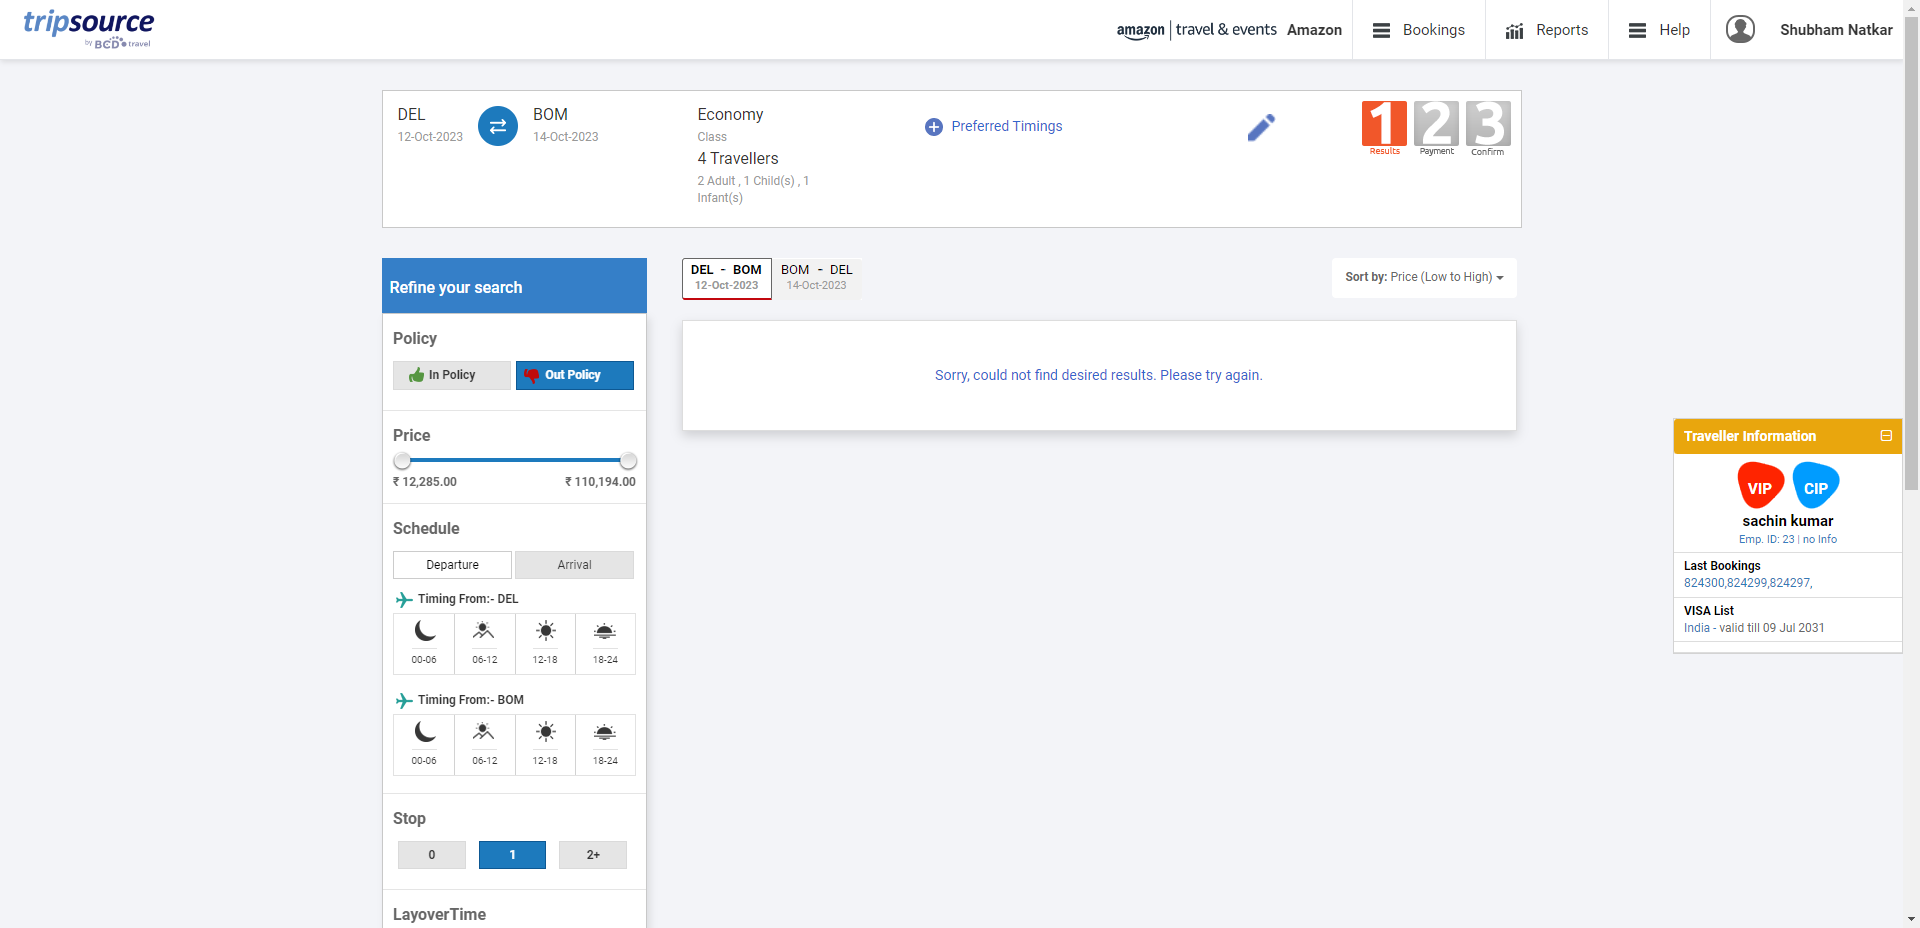 tripsource
by BCD travel
amazon | travel & events Amazon
Bookings
Reports
Help
Shubham Natkar
DEL
12-Oct-2023
BOM
14-Oct-2023
Economy
Class
4 Travellers
2 Adult , 1 Child(s) , 1
Infant(s)
Preferred Timings
1 2 3
Results Payment Confirm
Refine your search
Policy
In Policy Out Policy
Price
₹ 12,285.00 ₹ 110,194.00
Schedule
Departure Arrival
Timing From:- DEL
00-06 06-12 12-18 18-24
Timing From:- BOM
00-06 06-12 12-18 18-24
Stop
0 1 2+
LayoverTime
DEL - BOM
12-Oct-2023
BOM - DEL
14-Oct-2023
Sort by: Price (Low to High)
Sorry, could not find desired results. Please try again.
Traveller Information
VIP CIP
sachin kumar
Emp. ID: 23 | no Info
Last Bookings
824300,824299,824297,
VISA List
India - valid till 09 Jul 2031